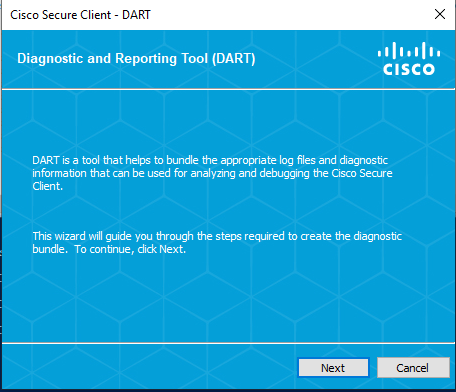 Cisco Secure Client - DART
Diagnostic and Reporting Tool (DART)
CISCO
DART is a tool that helps to bundle the appropriate log files and diagnostic
information that can be used for analyzing and debugging the Cisco Secure
Client.
This wizard will guide you through the steps required to create the diagnostic
bundle.  To continue, click Next.
Next
Cancel